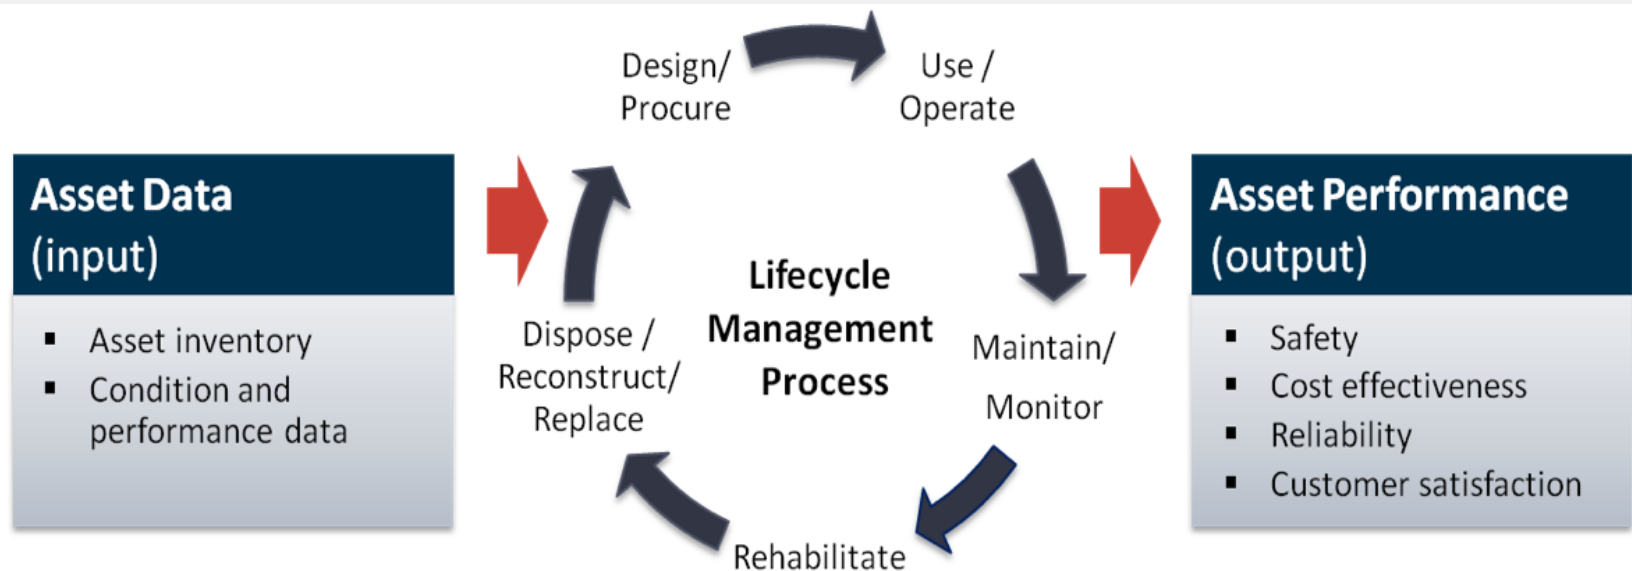 Asset Data
(input)
▪ Asset inventory
▪ Condition and
performance data
Design/
Procure
Use /
Operate
Maintain/
Monitor
Rehabilitate
Dispose /
Reconstruct/
Replace
Lifecycle
Management
Process
Asset Performance
(output)
▪ Safety
▪ Cost effectiveness
▪ Reliability
▪ Customer satisfaction